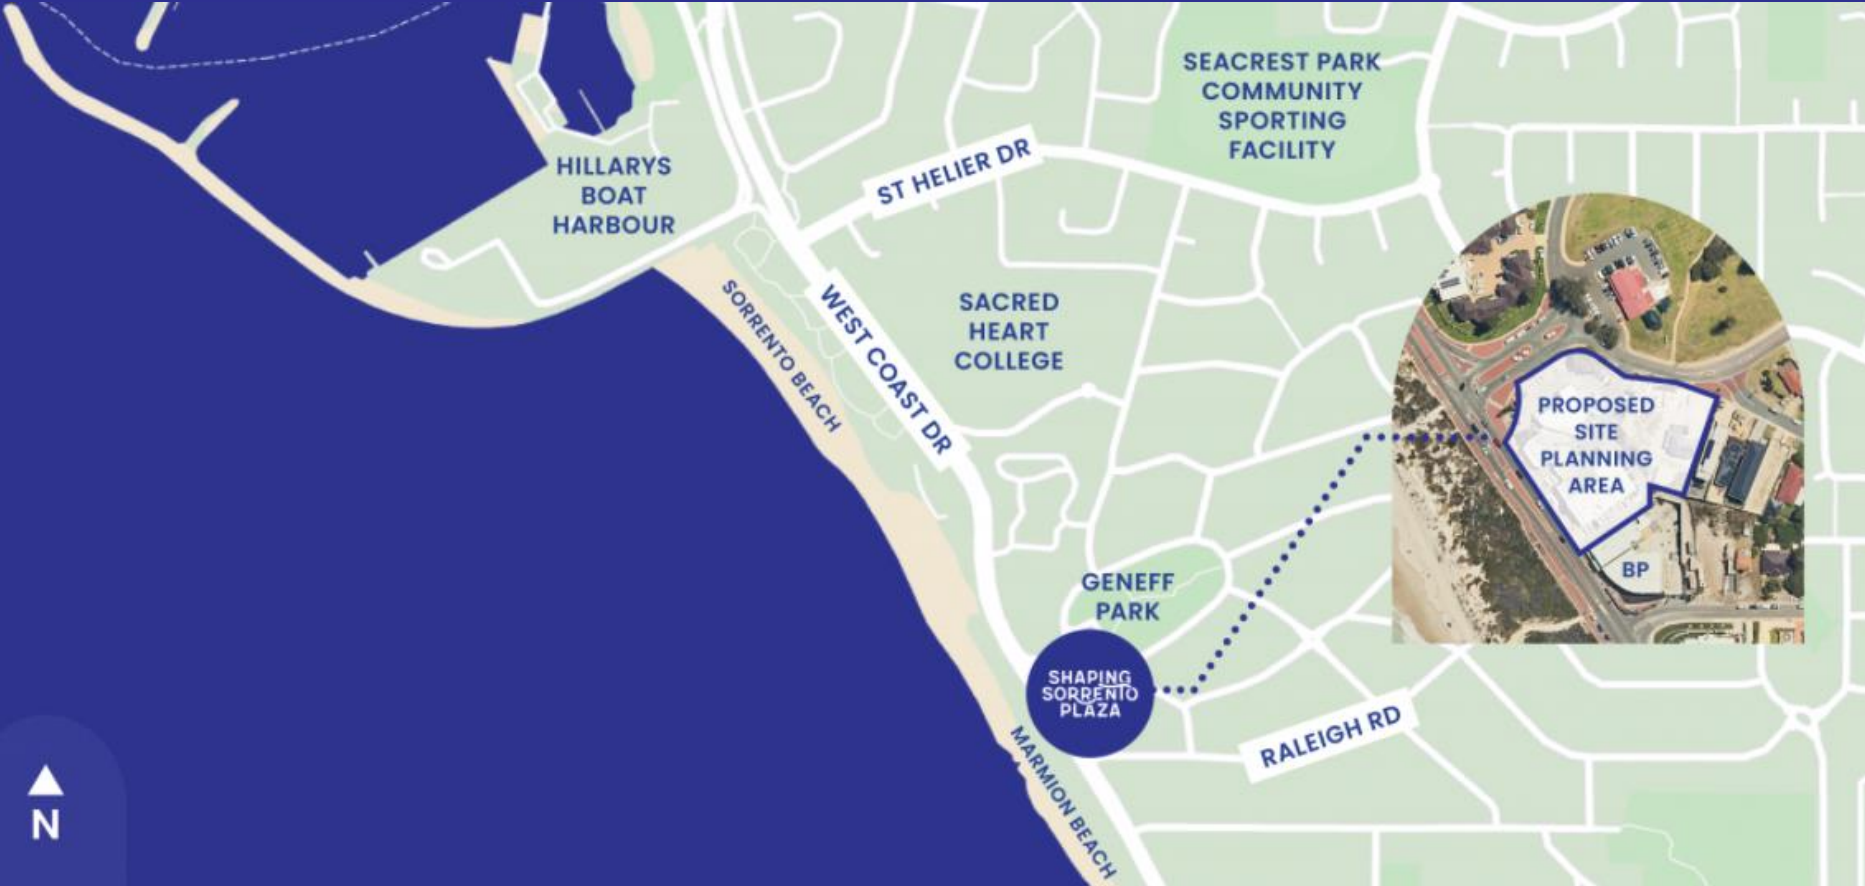 SEACREST PARK
COMMUNITY
SPORTING
FACILITY
ST HELIER DR
HILLARYS
BOAT
HARBOUR
SORRENTO BEACH
WEST COAST DR
SACRED
HEART
COLLEGE
PROPOSED
SITE
PLANNING
AREA
BP
GENEFF
PARK
SHAPING
SORRENTO
PLAZA
RALEIGH RD
MARMION BEACH
N